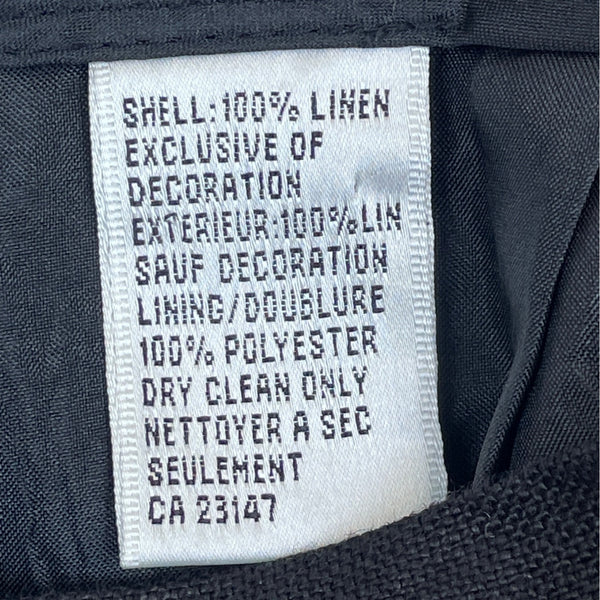 SHELL:100% LINEN
EXCLUSIVE OF
DECORATION
EXTERIEUR:100%LIN
SAUF DECORATION
LINING/DOUBLURE
100% POLYESTER
DRY CLEAN ONLY
NETTOYER A SEC
SEULEMENT
CA 23147